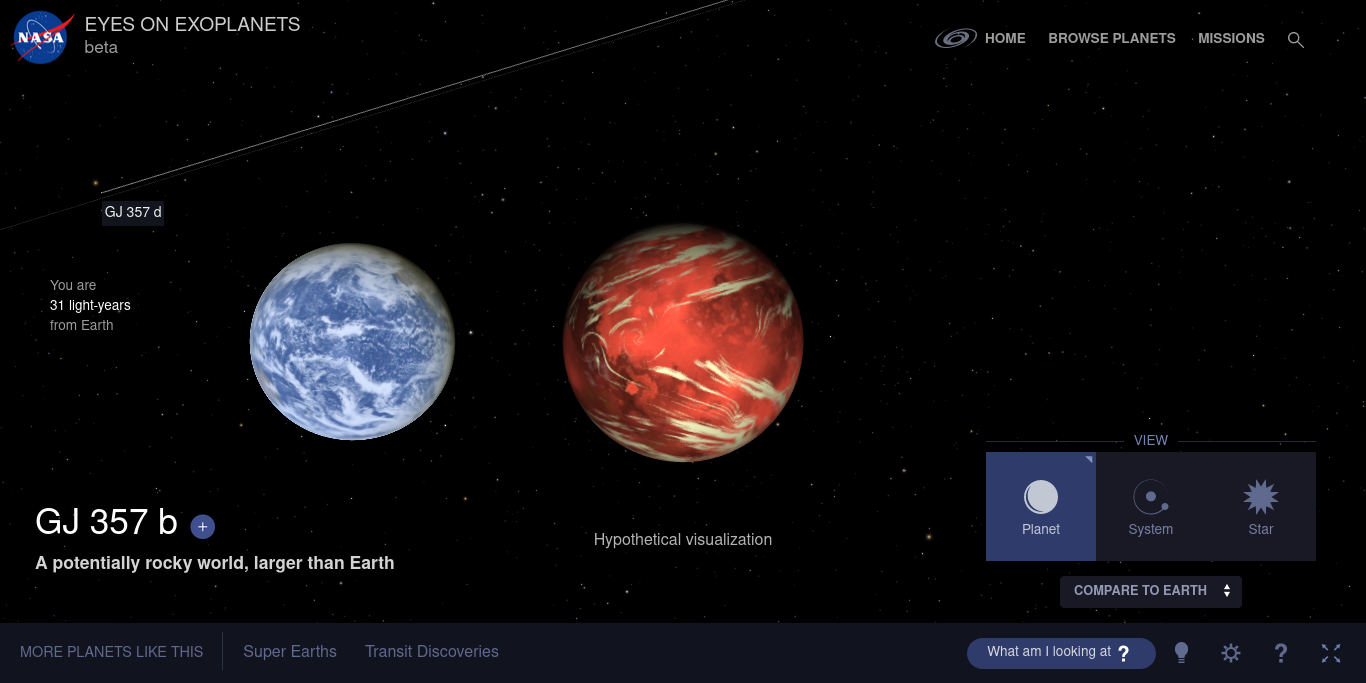 NASA
EYES ON EXOPLANETS
beta
HOME
BROWSE PLANETS
MISSIONS
GJ 357 d
You are
31 light-years
from Earth
VIEW
Planet
System
Star
GJ 357 b +
Hypothetical visualization
A potentially rocky world, larger than Earth
COMPARE TO EARTH
MORE PLANETS LIKE THIS
Super Earths
Transit Discoveries
What am I looking at ?
?